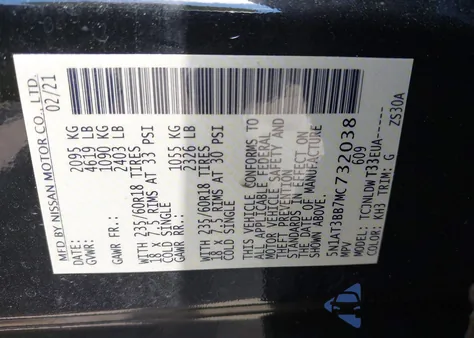 MFD BY NISSAN MOTOR CO., LTD.
DATE: 02/21
GVWR: 2095 KG
4619 LB
GAWR FR.: 1090 KG
2403 LB
WITH 235/60R18 TIRES
18 x 7.5 RIMS AT 33 PSI
COLD SINGLE
GAWR RR.: 1055 KG
2326 LB
WITH 235/60R18 TIRES
18 x 7.5 RIMS AT 30 PSI
COLD SINGLE
THIS VEHICLE CONFORMS TO
ALL APPLICABLE FEDERAL
MOTOR VEHICLE SAFETY AND
THEFT PREVENTION
STANDARDS IN EFFECT ON
THE DATE OF MANUFACTURE
SHOWN ABOVE.
5N1AT3BB7MC732038
MPV 609
MODEL: TCQNLDWT33EUA-----
COLOR: KH3 TRIM: G
ZS30A